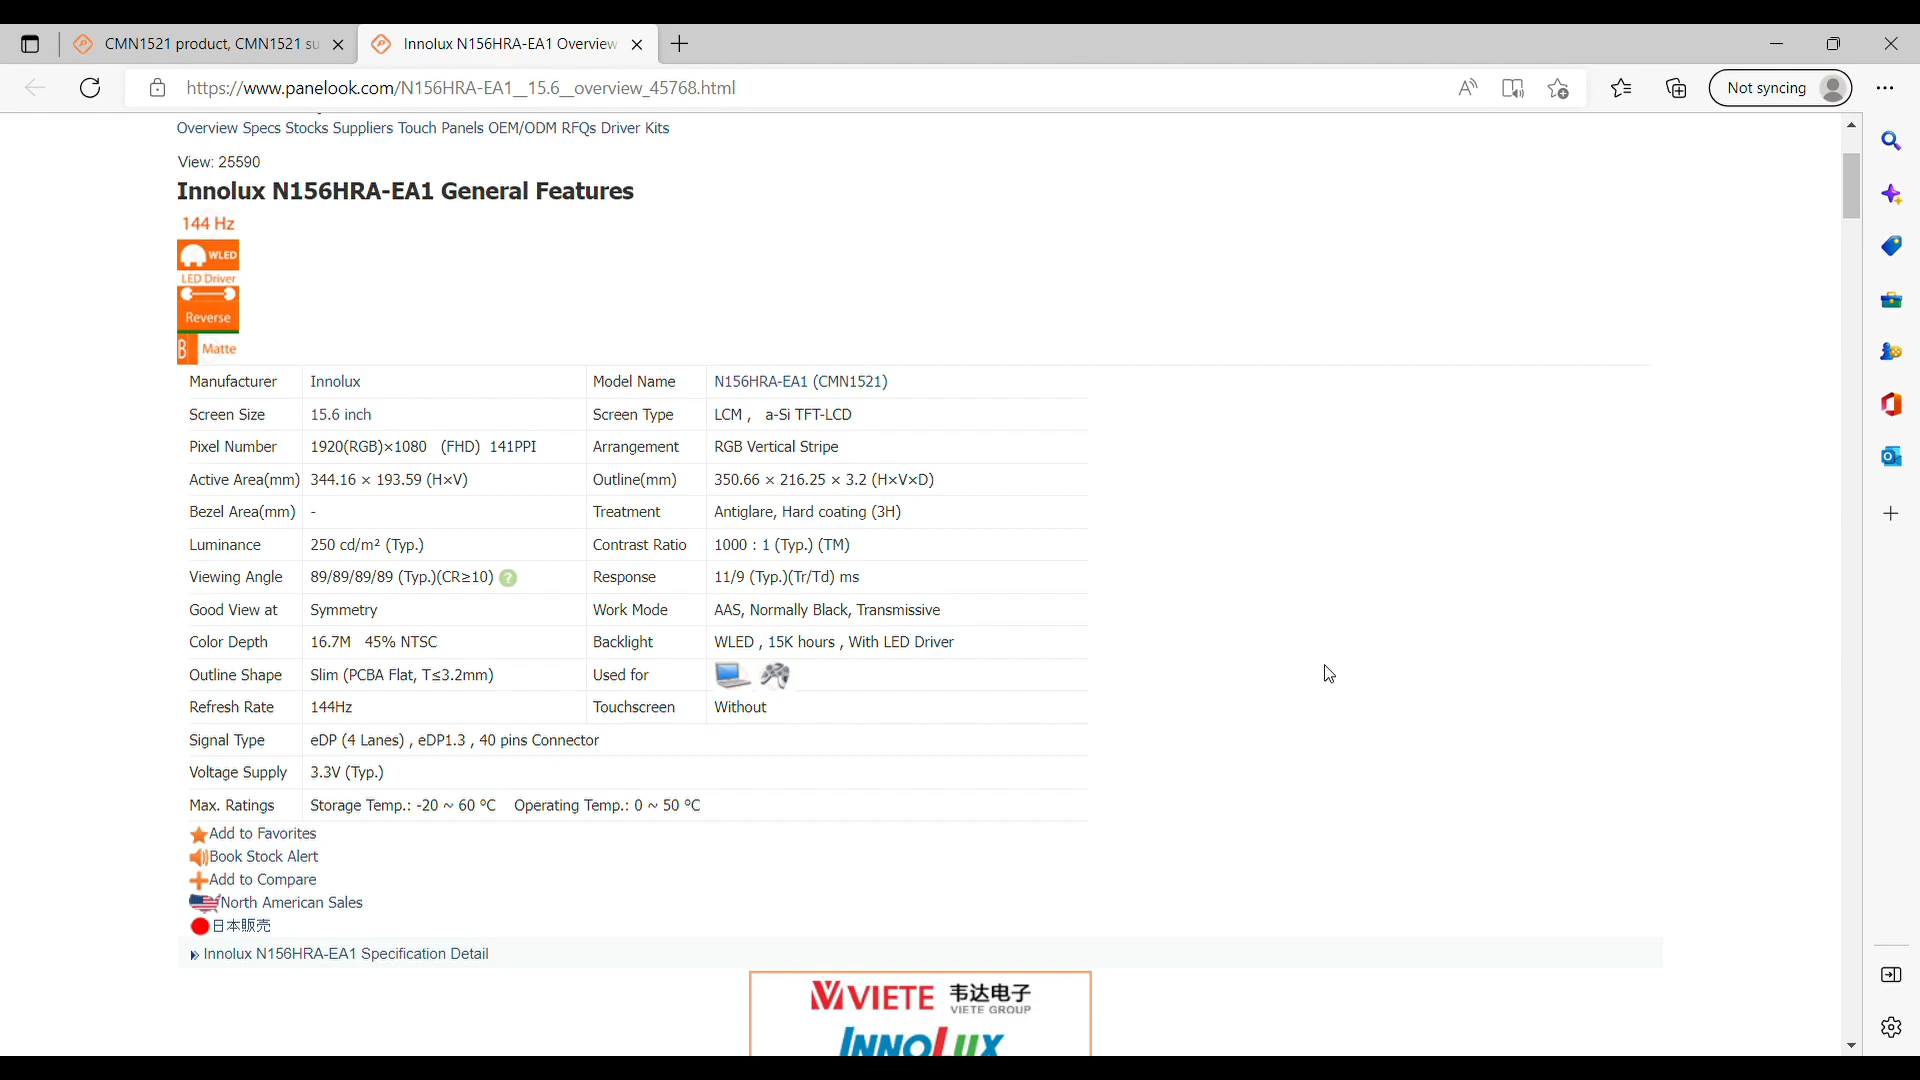 CMN1521 product, CMN1521 su
Innolux N156HRA-EA1 Overview
https://www.panelook.com/N156HRA-EA1__15.6__overview_45768.html
Not syncing
Overview Specs Stocks Suppliers Touch Panels OEM/ODM RFQs Driver Kits
View: 25590
Innolux N156HRA-EA1 General Features
144 Hz
WLED
LED Driver
Reverse
B Matte
Manufacturer Innolux Model Name N156HRA-EA1 (CMN1521)
Screen Size 15.6 inch Screen Type LCM , a-Si TFT-LCD
Pixel Number 1920(RGB)×1080 (FHD) 141PPI Arrangement RGB Vertical Stripe
Active Area(mm) 344.16 × 193.59 (H×V) Outline(mm) 350.66 × 216.25 × 3.2 (H×V×D)
Bezel Area(mm) - Treatment Antiglare, Hard coating (3H)
Luminance 250 cd/m² (Typ.) Contrast Ratio 1000 : 1 (Typ.) (TM)
Viewing Angle 89/89/89/89 (Typ.)(CR≥10) ? Response 11/9 (Typ.)(Tr/Td) ms
Good View at Symmetry Work Mode AAS, Normally Black, Transmissive
Color Depth 16.7M 45% NTSC Backlight WLED , 15K hours , With LED Driver
Outline Shape Slim (PCBA Flat, T≤3.2mm) Used for
Refresh Rate 144Hz Touchscreen Without
Signal Type eDP (4 Lanes) , eDP1.3 , 40 pins Connector
Voltage Supply 3.3V (Typ.)
Max. Ratings Storage Temp.: -20 ~ 60 °C Operating Temp.: 0 ~ 50 °C
Add to Favorites
Book Stock Alert
Add to Compare
North American Sales
日本販売
Innolux N156HRA-EA1 Specification Detail
VIETE 韦达电子
VIETE GROUP
INNOLUX